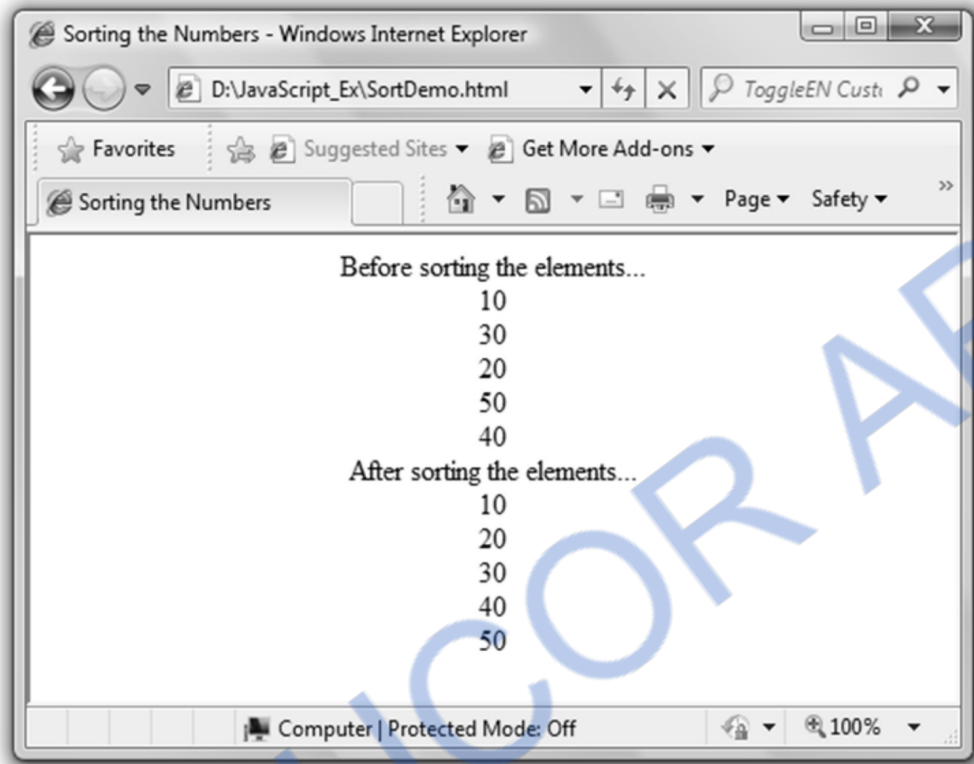 Sorting the Numbers - Windows Internet Explorer
D:\JavaScript_Ex\SortDemo.html
ToggleEN Custo
Favorites
Suggested Sites
Get More Add-ons
Sorting the Numbers
Page
Safety
Before sorting the elements...
10
30
20
50
40
After sorting the elements...
10
20
30
40
50
Computer | Protected Mode: Off
100%